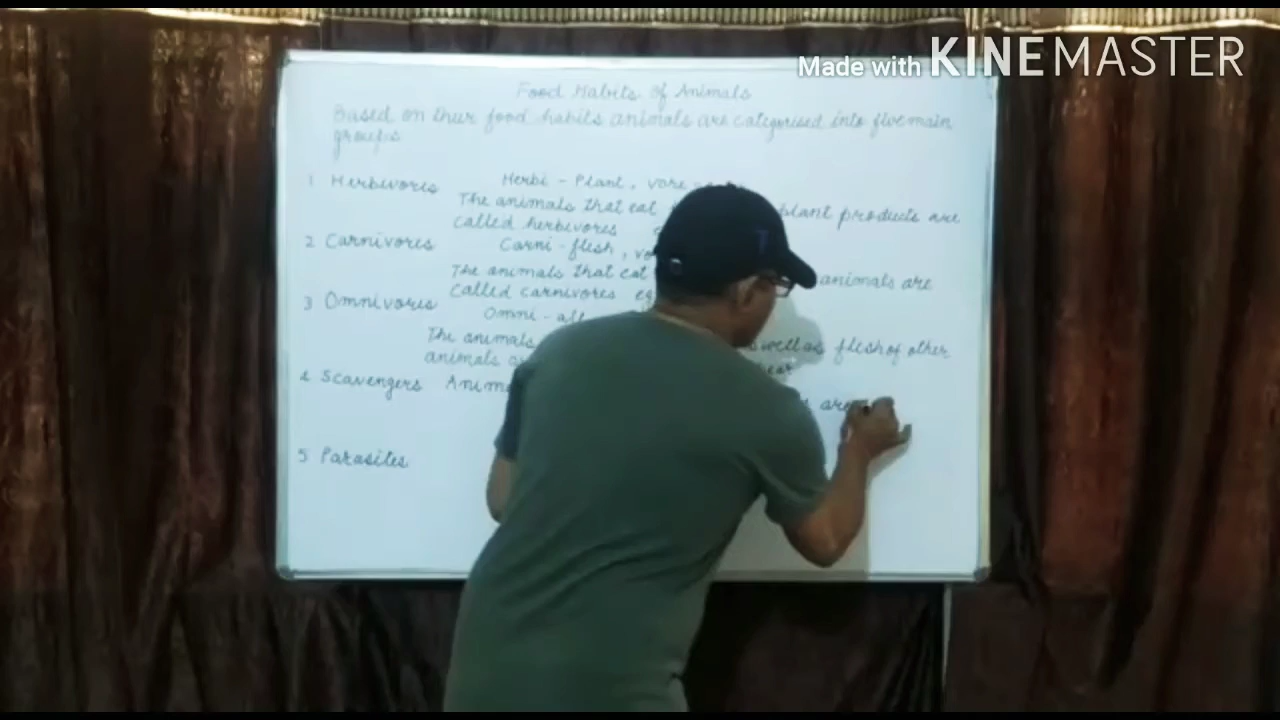 Made with KINEMASTER
Food Habits of Animals
Based on their food habits animals are categorised into five main
groups
1 Herbivores Herbi - Plant, vore
The animals that eat plant products are
called herbivores
2 Carnivores Carni - flesh,
The animals that eat animals are
called carnivores eg
3 Omnivores Omni - all
The animals as well as flesh of other
animals
4 Scavengers
are
5 Parasites